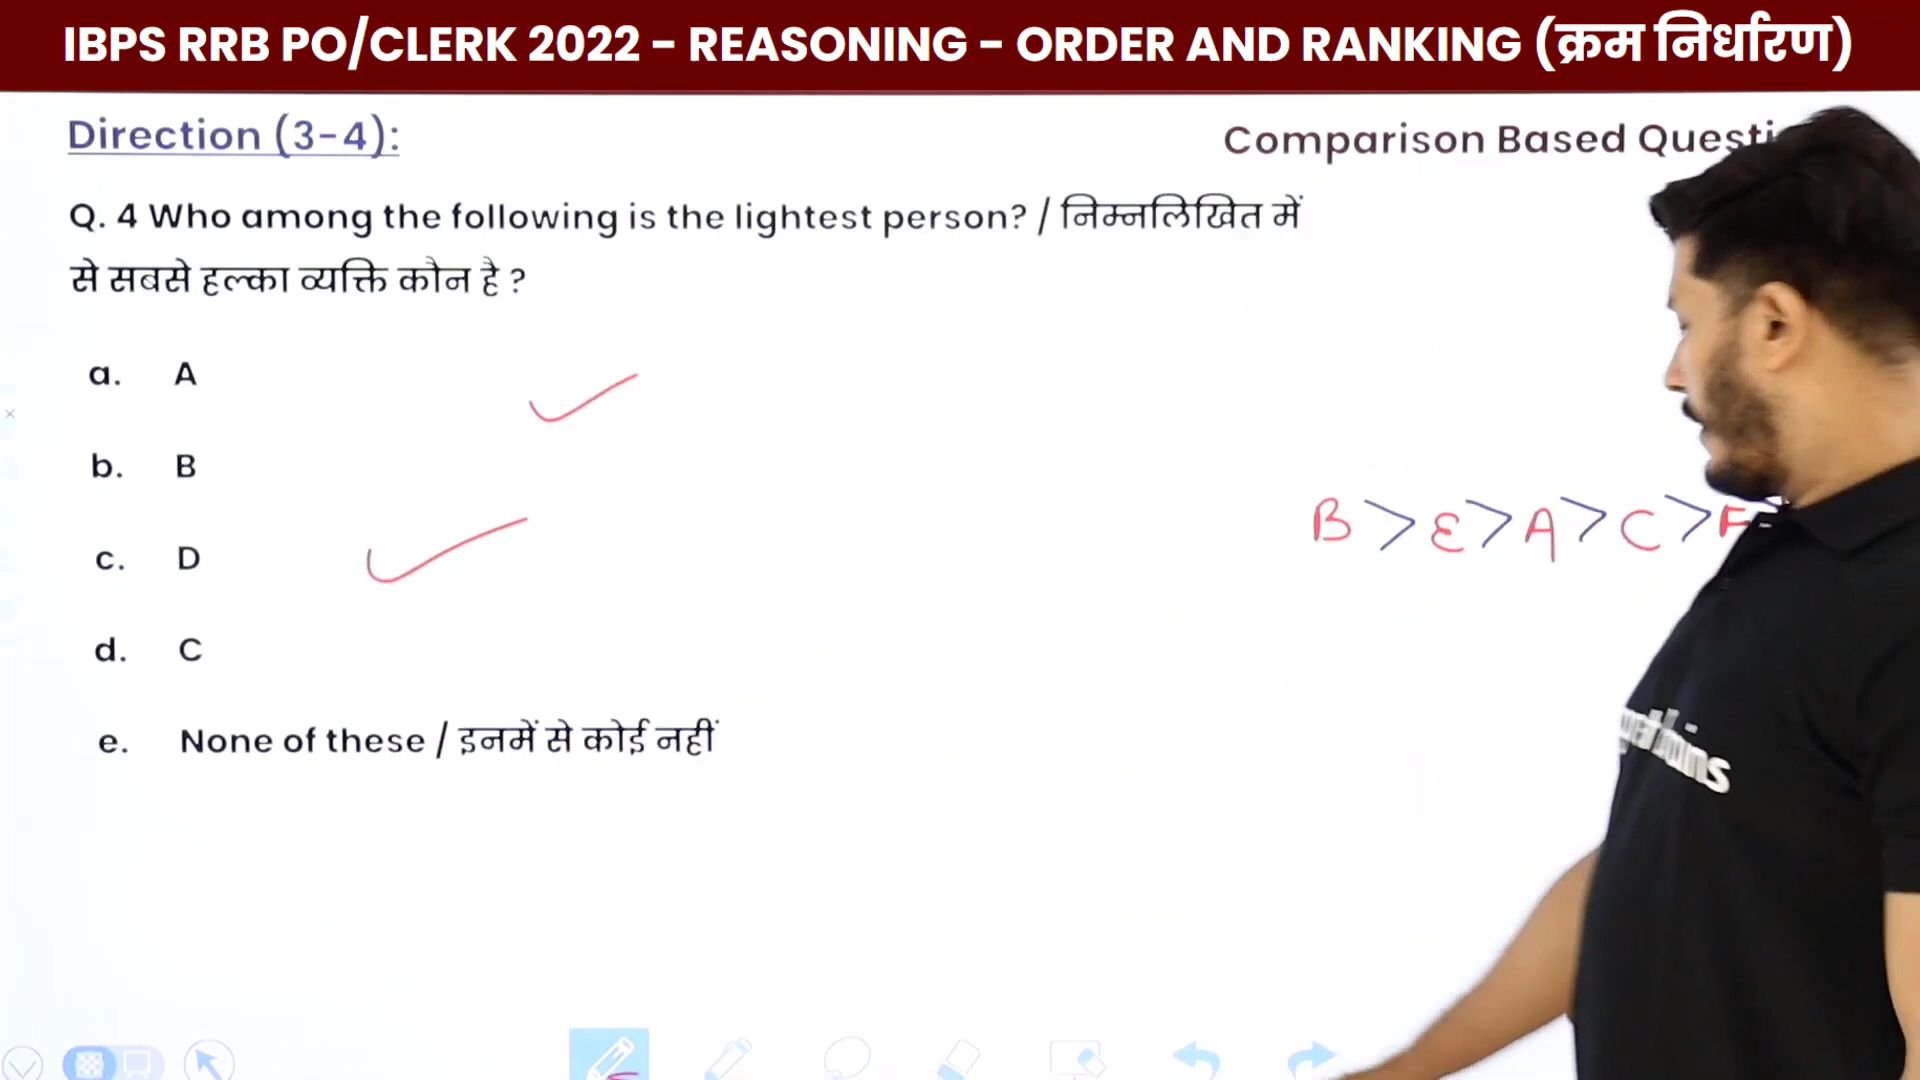 IBPS RRB PO/CLERK 2022 - REASONING - ORDER AND RANKING (क्रम निर्धारण)
Direction (3-4):
Comparison Based
Q. 4 Who among the following is the lightest person? / निम्नलिखित में
से सबसे हल्का व्यक्ति कौन है ?
a. A
b. B
B > E > A > C > F
c. D
d. C
e. None of these / इनमें से कोई नहीं